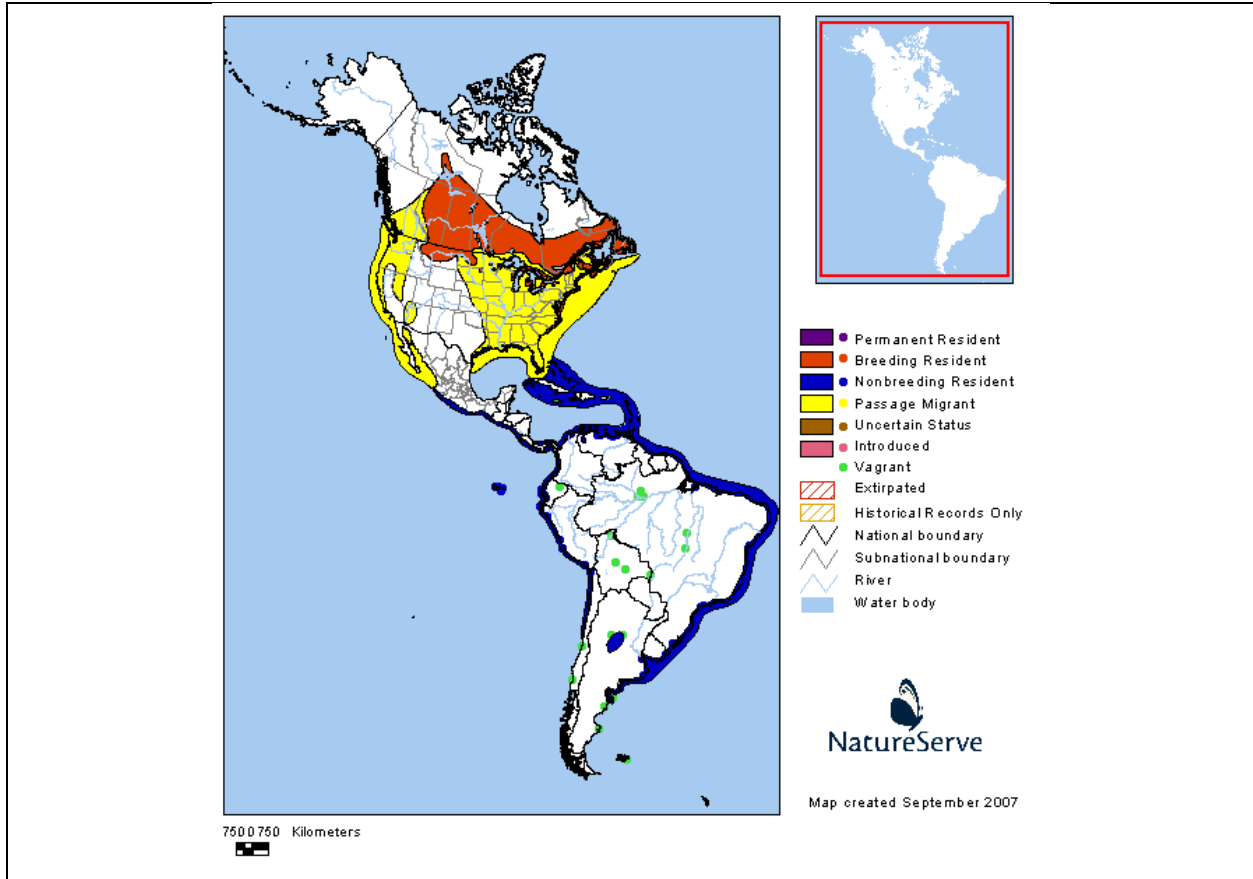 Permanent Resident
Breeding Resident
Nonbreeding Resident
Passage Migrant
Uncertain Status
Introduced
Vagrant
Extirpated
Historical Records Only
National boundary
Subnational boundary
River
Water body
NatureServe
Map created September 2007
750 0 750 Kilometers